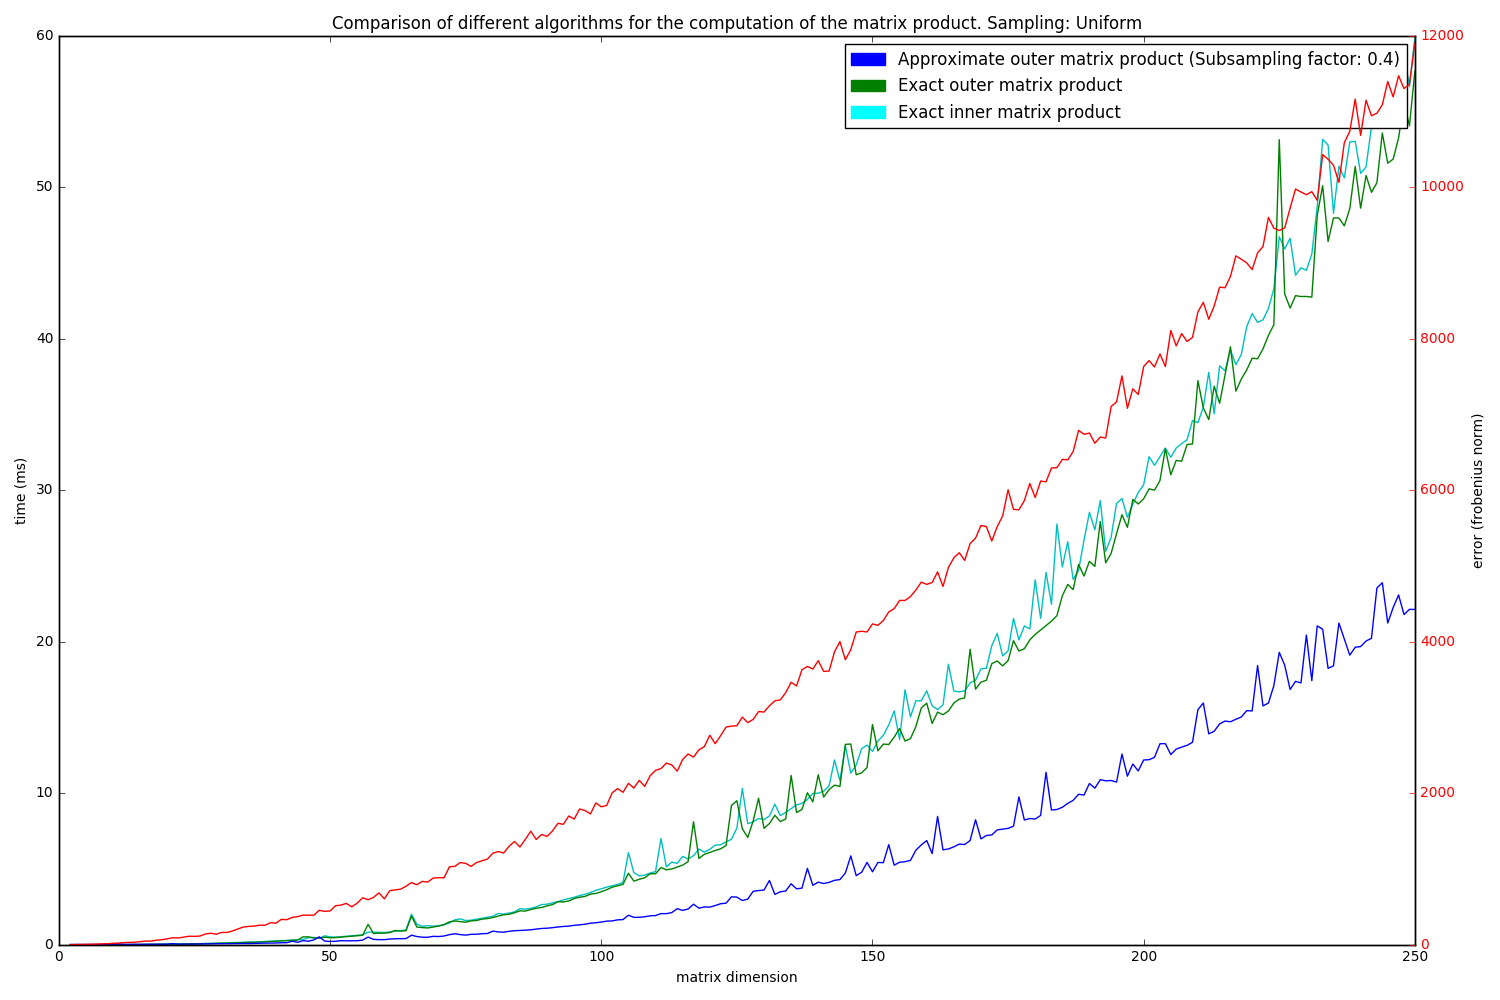 Comparison of different algorithms for the computation of the matrix product. Sampling: Uniform
Approximate outer matrix product (Subsampling factor: 0.4)
Exact outer matrix product
Exact inner matrix product
60
50
40
30
20
10
0
time (ms)
12000
10000
8000
6000
4000
2000
0
error (frobenius norm)
0
50
100
150
200
250
matrix dimension